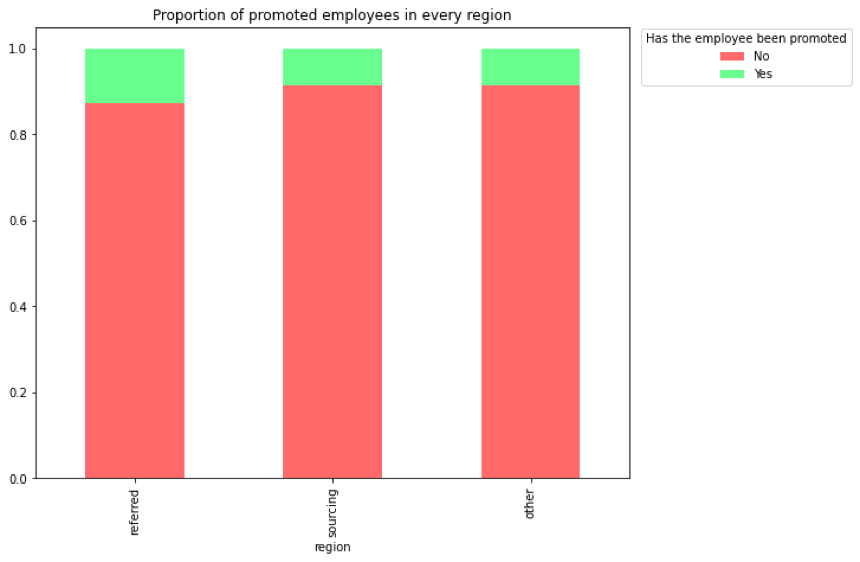 Proportion of promoted employees in every region
Has the employee been promoted
No
Yes
1.0
0.8
0.6
0.4
0.2
0.0
referred
sourcing
other
region